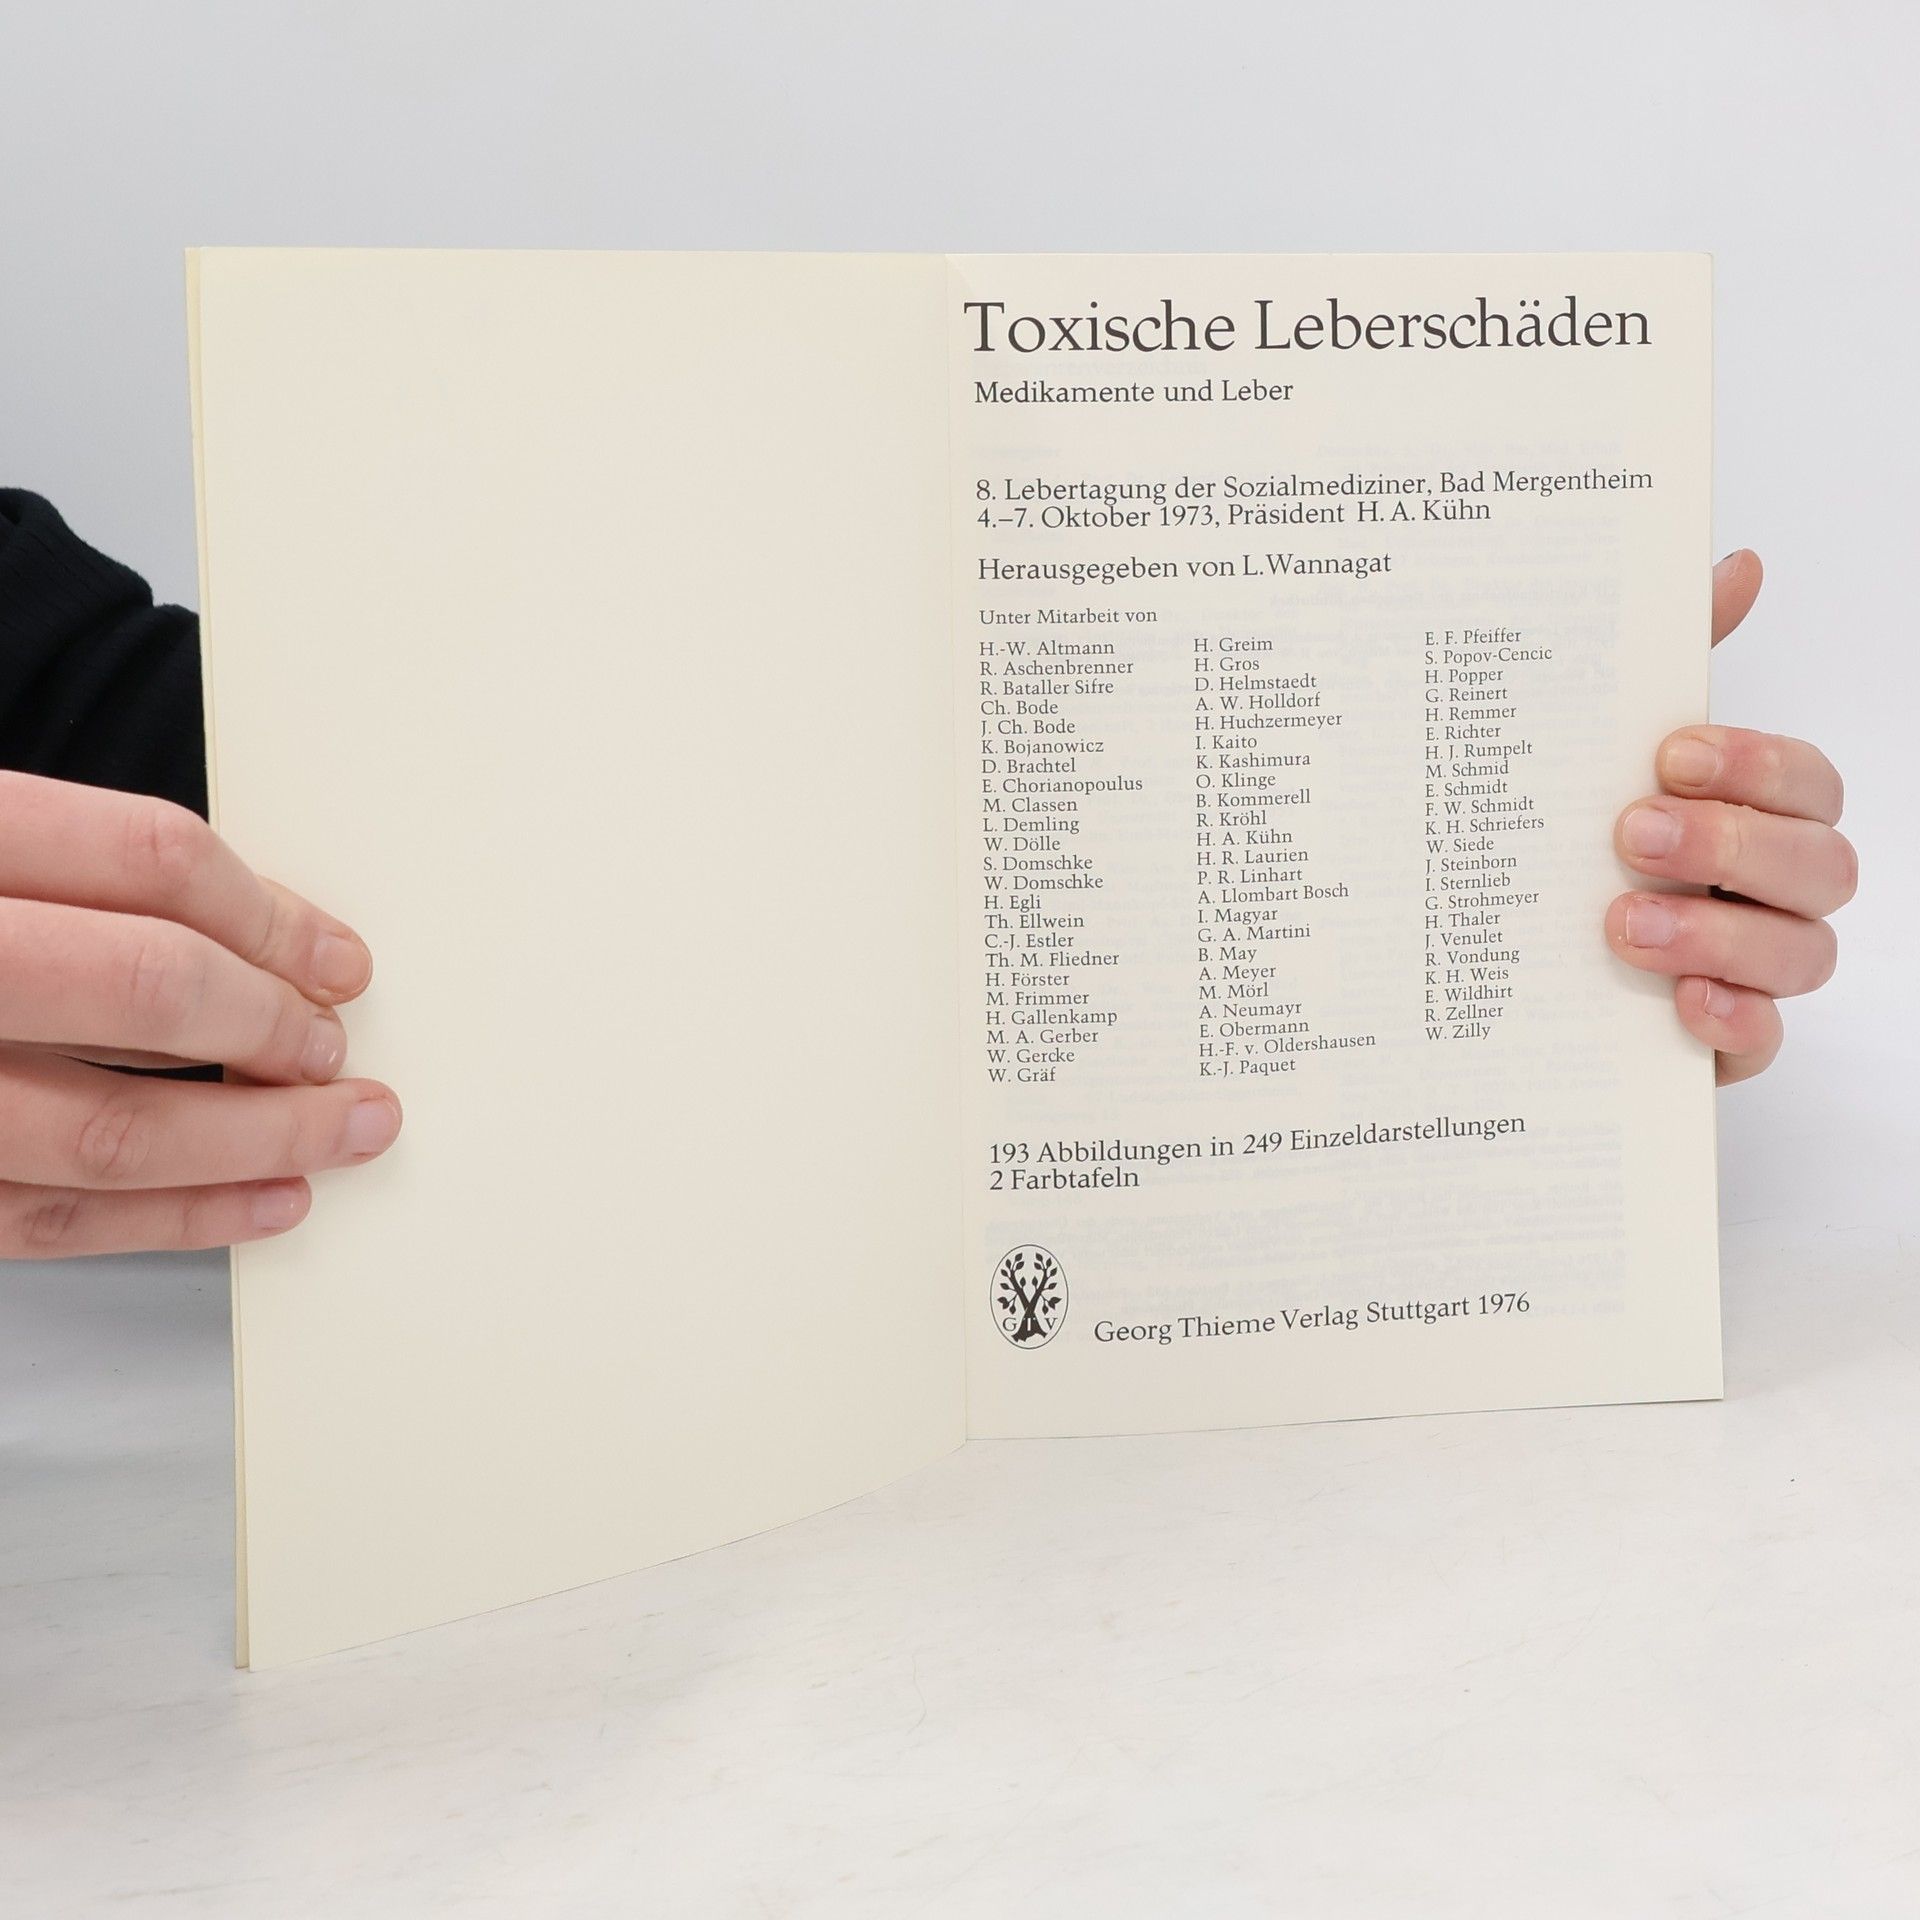 Toxische Leberschäden
Medikamente und Leber
8. Lebertagung der Sozialmediziner, Bad Mergentheim
4.–7. Oktober 1973, Präsident H. A. Kühn
Herausgegeben von L. Wannagat
Unter Mitarbeit von
H.-W. Altmann
R. Aschenbrenner
R. Bataller Sifre
Ch. Bode
J. Ch. Bode
K. Bojanowicz
D. Brachtel
E. Chorianopoulus
M. Classen
L. Demling
W. Dölle
S. Domschke
W. Domschke
H. Egli
Th. Ellwein
C.-J. Estler
Th. M. Fliedner
H. Förster
M. Frimmer
H. Gallenkamp
M. A. Gerber
W. Gercke
W. Gräf
H. Greim
H. Gros
D. Helmstaedt
A. W. Holldorf
H. Huchzermeyer
I. Kaito
K. Kashimura
O. Klinge
B. Kommerell
R. Kröhl
H. A. Kühn
H. R. Laurien
P. R. Linhart
A. Llombart Bosch
I. Magyar
G. A. Martini
B. May
A. Meyer
M. Mörl
A. Neumayr
E. Obermann
H.-F. v. Oldershausen
K.-J. Paquet
E. F. Pfeiffer
S. Popov-Cencic
H. Popper
G. Reinert
H. Remmer
E. Richter
H. J. Rumpelt
M. Schmid
E. Schmidt
F. W. Schmidt
K. H. Schriefers
W. Siede
J. Steinborn
I. Sternlieb
G. Strohmeyer
H. Thaler
J. Venulet
R. Vondung
K. H. Weis
E. Wildhirt
R. Zellner
W. Zilly
193 Abbildungen in 249 Einzeldarstellungen
2 Farbtafeln
GTV
Georg Thieme Verlag Stuttgart 1976